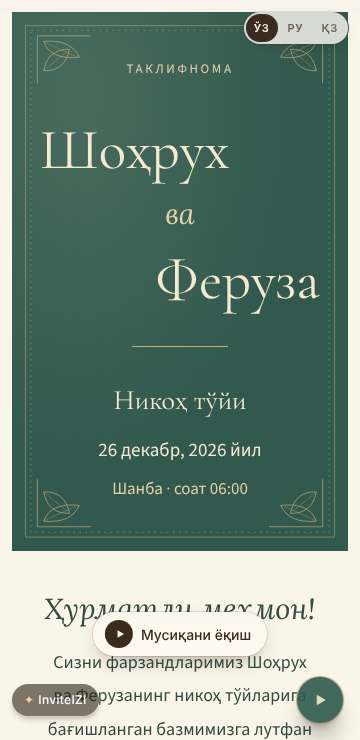 ЎЗ РУ ҚЗ
ТАКЛИФНОМА
Шоҳрух
ва
Феруза
Никоҳ тўйи
26 декабр, 2026 йил
Шанба · соат 06:00
Ҳурматли меҳмон!
Мусиқани ёқиш
Сизни фарзандларимиз Шоҳрух
ва Ферузанинг никоҳ тўйларига
InviteIZI
бағишланган базмимизга лутфан